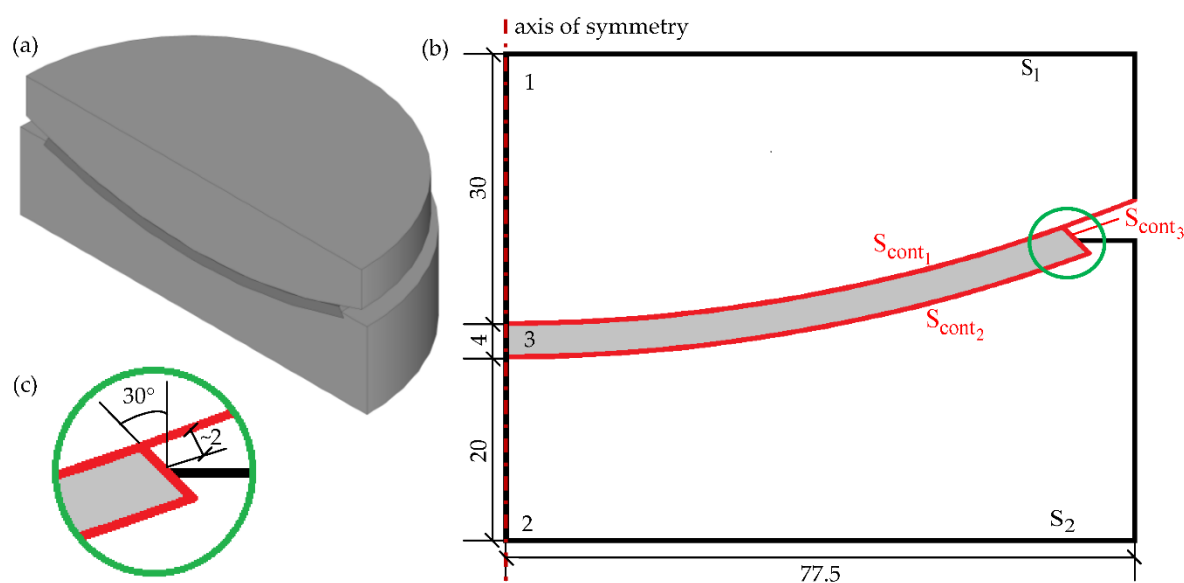 (a)
(b)
axis of symmetry
1
S1
30
Scont3
Scont1
4
3
Scont2
(c)
30°
~2
20
2
S2
77.5